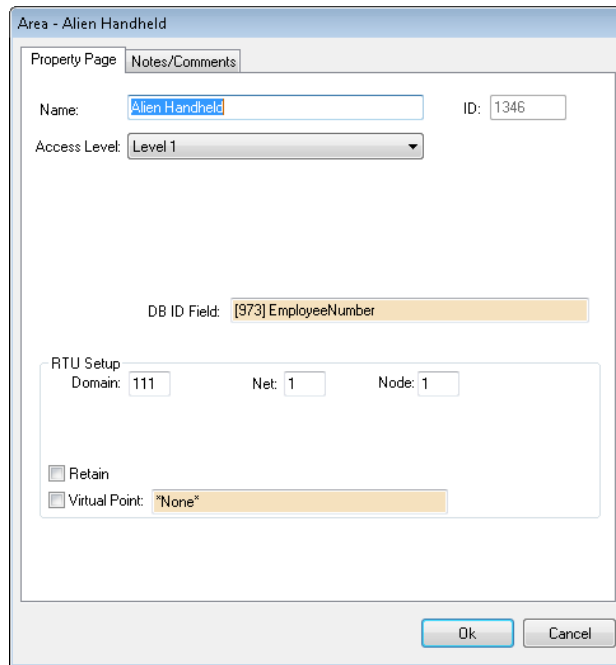 Area - Alien Handheld
Property Page Notes/Comments
Name: Alien Handheld ID: 1346
Access Level: Level 1
DB ID Field: [973] EmployeeNumber
RTU Setup
Domain: 111 Net: 1 Node: 1
Retain
Virtual Point: *None*
Ok Cancel